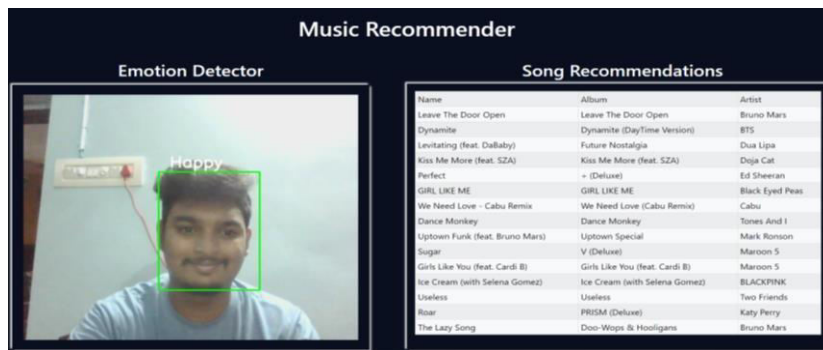 Music Recommender
Emotion Detector
Happy
Song Recommendations
Name Album Artist
Leave The Door Open Leave The Door Open Bruno Mars
Dynamite Dynamite (DayTime Version) BTS
Levitating (feat. DaBaby) Future Nostalgia Dua Lipa
Kiss Me More (feat. SZA) Kiss Me More (feat. SZA) Doja Cat
Perfect ÷ (Deluxe) Ed Sheeran
GIRL LIKE ME GIRL LIKE ME Black Eyed Peas
We Need Love - Cabu Remix We Need Love (Cabu Remix) Cabu
Dance Monkey Dance Monkey Tones And I
Uptown Funk (feat. Bruno Mars) Uptown Special Mark Ronson
Sugar V (Deluxe) Maroon 5
Girls Like You (feat. Cardi B) Girls Like You (feat. Cardi B) Maroon 5
Ice Cream (with Selena Gomez) Ice Cream (with Selena Gomez) BLACKPINK
Useless Useless Two Friends
Roar PRISM (Deluxe) Katy Perry
The Lazy Song Doo-Wops & Hooligans Bruno Mars